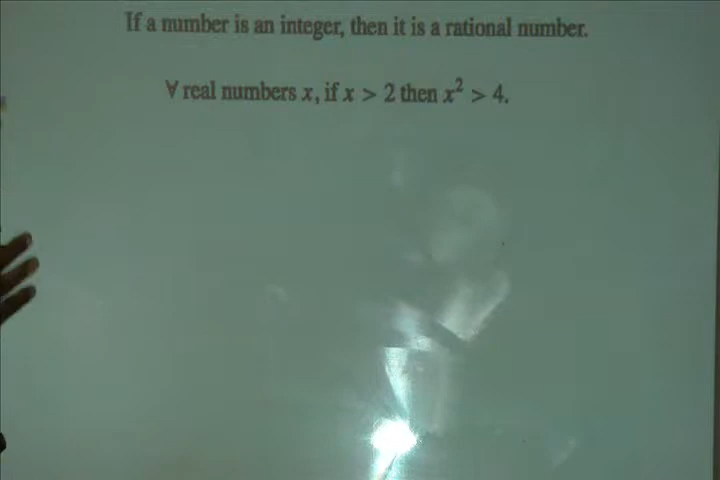 If a number is an integer, then it is a rational number.
∀ real numbers x, if x > 2 then x² > 4.